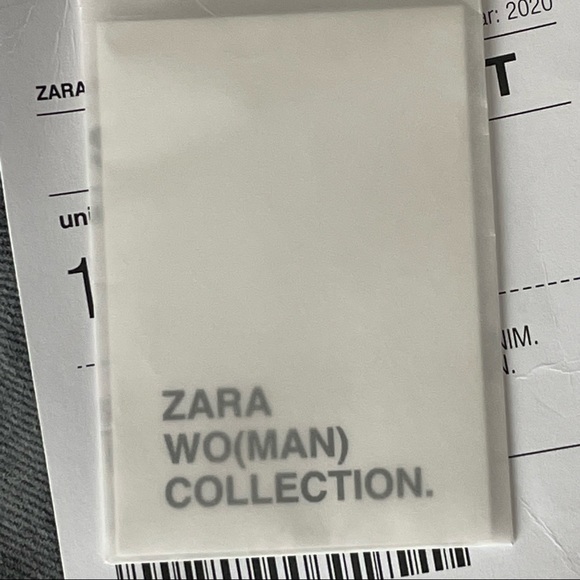 ar: 2020
ZARA
T
uni
1
NIM.
N.
ZARA
WO(MAN)
COLLECTION.